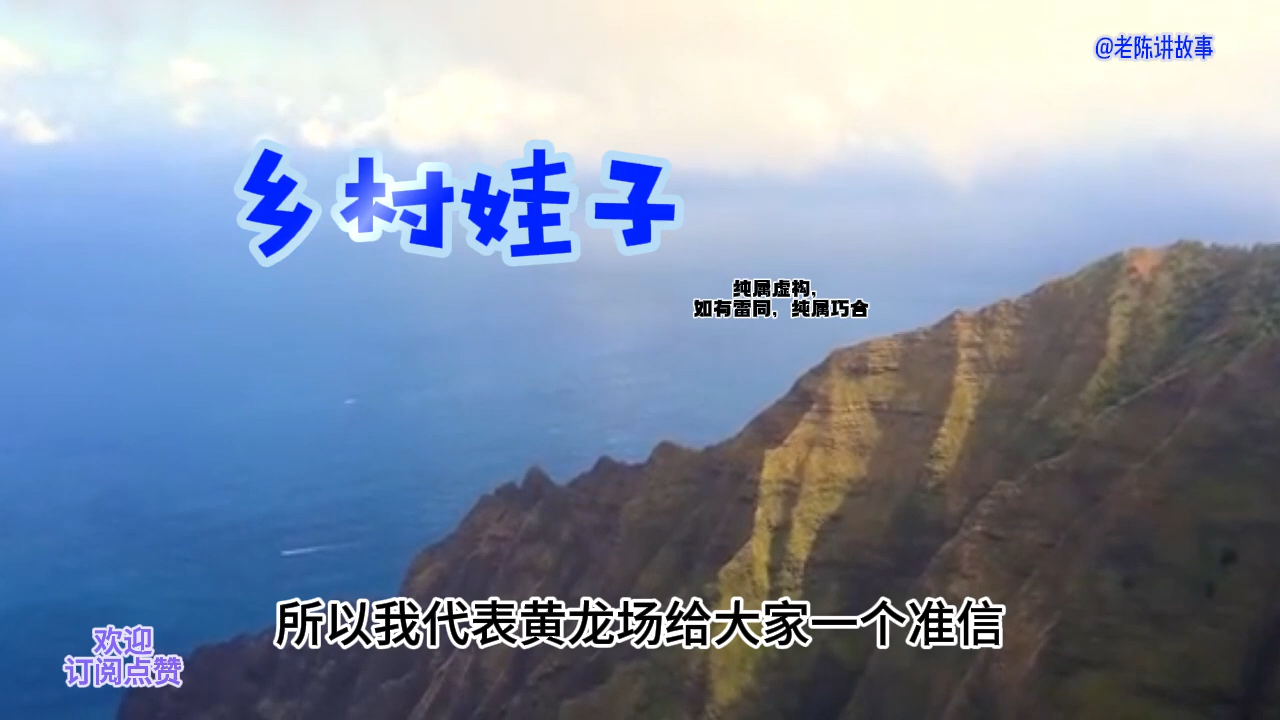 @老陈讲故事
乡村娃子
纯属虚构，
如有雷同，纯属巧合
所以我代表黄龙场给大家一个准信
欢迎
订阅点赞